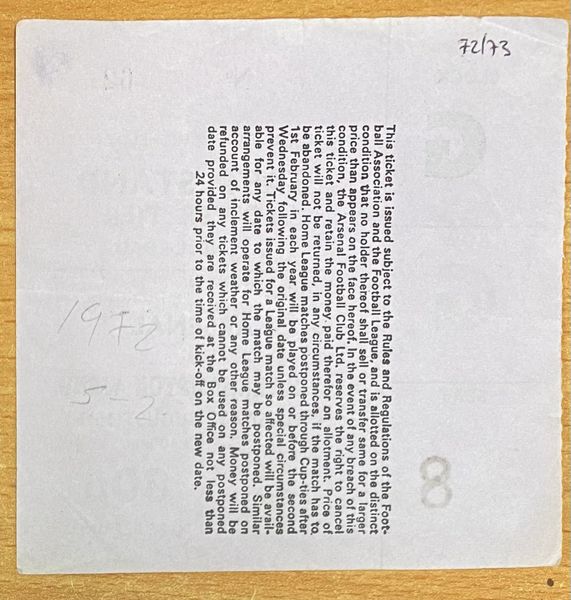 72/73
This ticket is issued subject to the Rules and Regulations of the Foot-
ball Association and the Football League, and is allotted on the distinct
condition that no holder thereof shall sell or transfer same for a larger
price than appears on the face hereof. In the event of any breach of this
condition, the Arsenal Football Club Ltd. reserves the right to cancel
this ticket and retain the money paid therefor on allotment. Price of
ticket will not be returned, in any circumstances, if the match has to
be abandoned. Home League matches postponed through Cup-ties after
1st February in each year will be played on or before the second
Wednesday following the original date unless special circumstances
prevent it. Tickets issued for a League match so affected will be avail-
able for any date to which the match may be postponed. Similar
arrangements will operate for Home League matches postponed on
account of inclement weather or any other reason. Money will be
refunded on any tickets which cannot be used on any postponed
date provided they are received at the Box Office not less than
24 hours prior to the time of kick-off on the new date.
1972
5-2
8